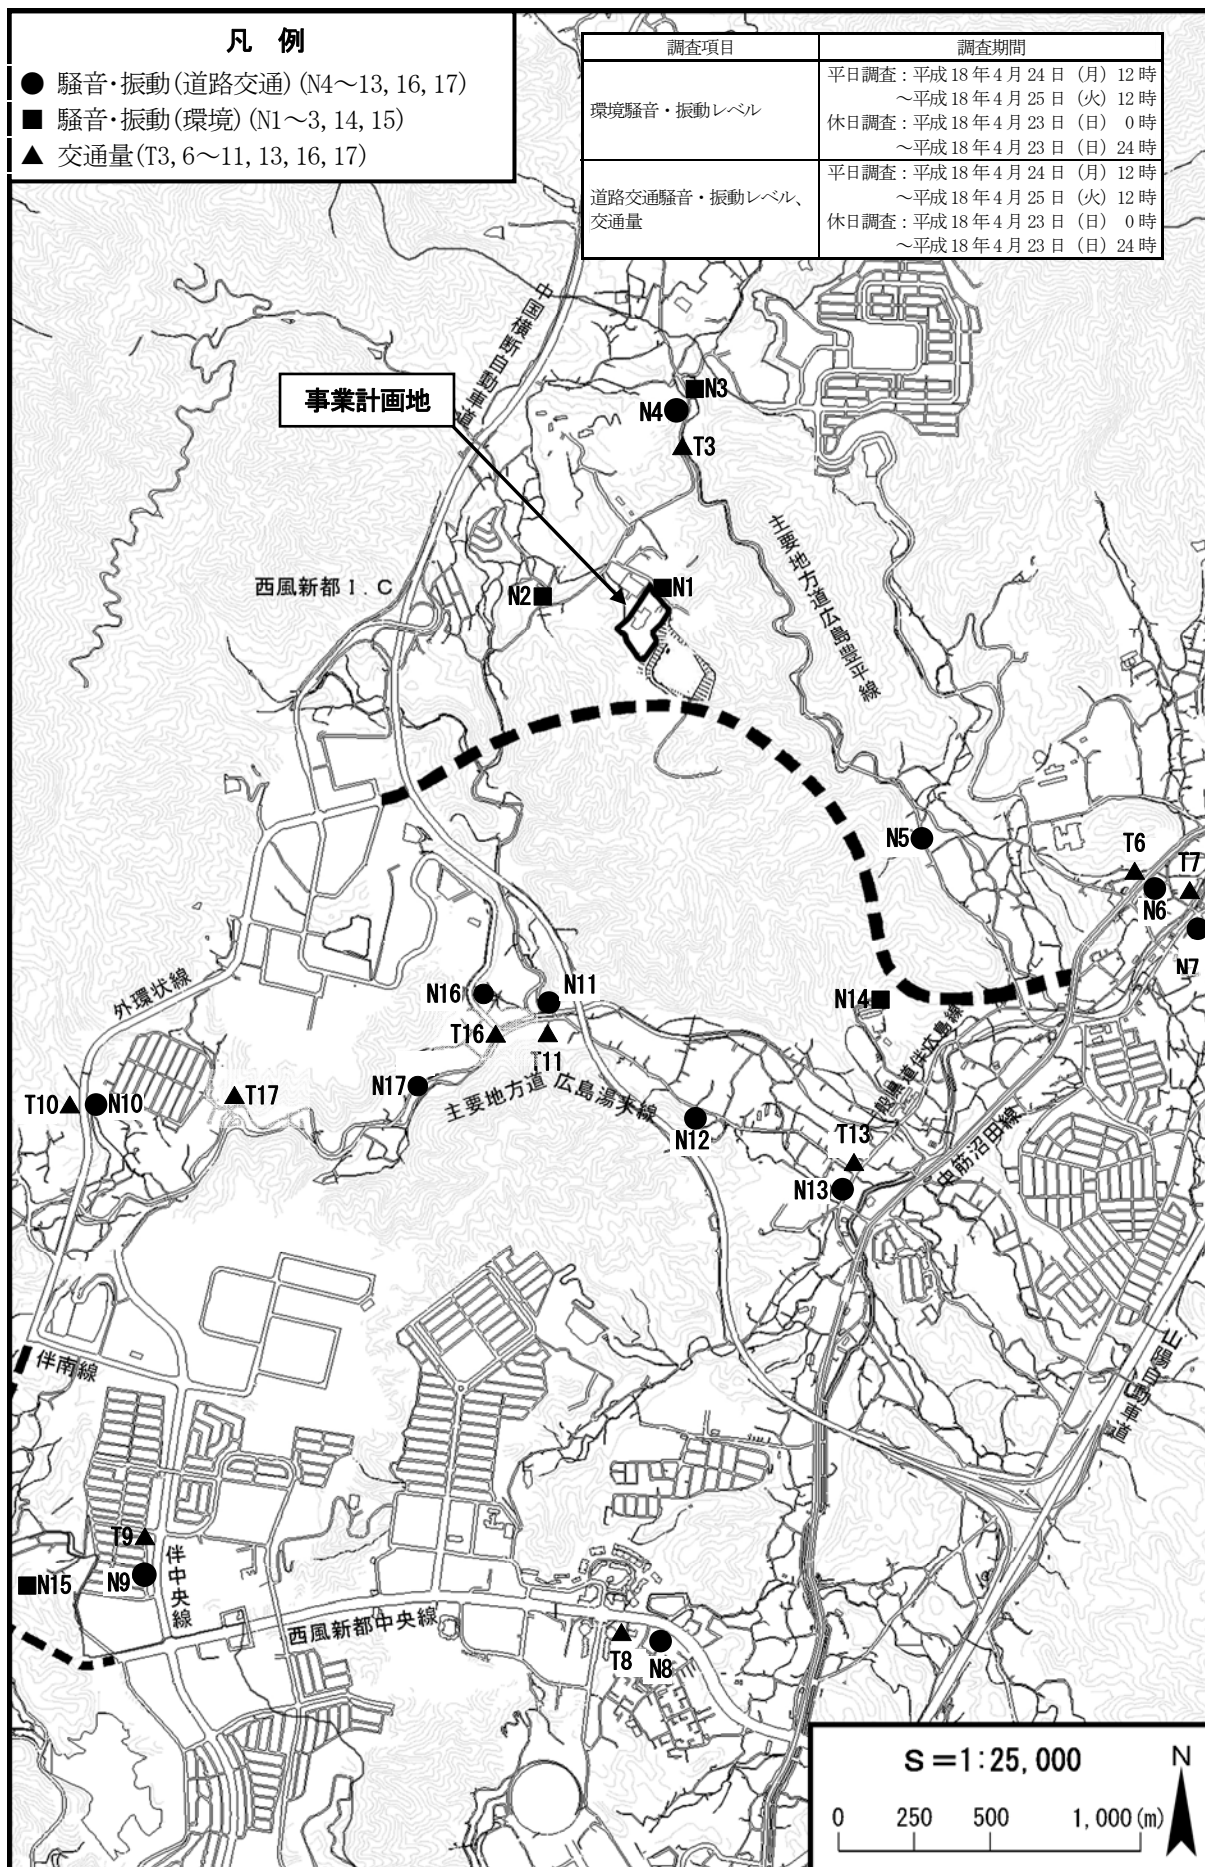 凡 例
● 騒音・振動(道路交通)(N4～13, 16, 17)
■ 騒音・振動(環境)(N1～3, 14, 15)
▲ 交通量(T3, 6～11, 13, 16, 17)
調査項目 調査期間
環境騒音・振動レベル
平日調査：平成18年4月24日（月）12時
～平成18年4月25日（火）12時
休日調査：平成18年4月23日（日） 0時
～平成18年4月23日（日）24時
道路交通騒音・振動レベル、
交通量
平日調査：平成18年4月24日（月）12時
～平成18年4月25日（火）12時
休日調査：平成18年4月23日（日） 0時
～平成18年4月23日（日）24時
中国横断自動車道
事業計画地
N3
N4
T3
主要地方道広島豊平線
西風新都I.C
N2
N1
N5
T6
T7
N6
N7
外環状線
N16
N11
N14
T16
T11
一般県道伴広島線
N17
主要地方道 広島湯来線
T10
N10
T17
N12
T13
中筋沼田線
N13
山陽自動車道
伴南線
T9
N9
伴中央線
N15
西風新都中央線
T8
N8
S=1:25,000
N
0 250 500 1,000(m)